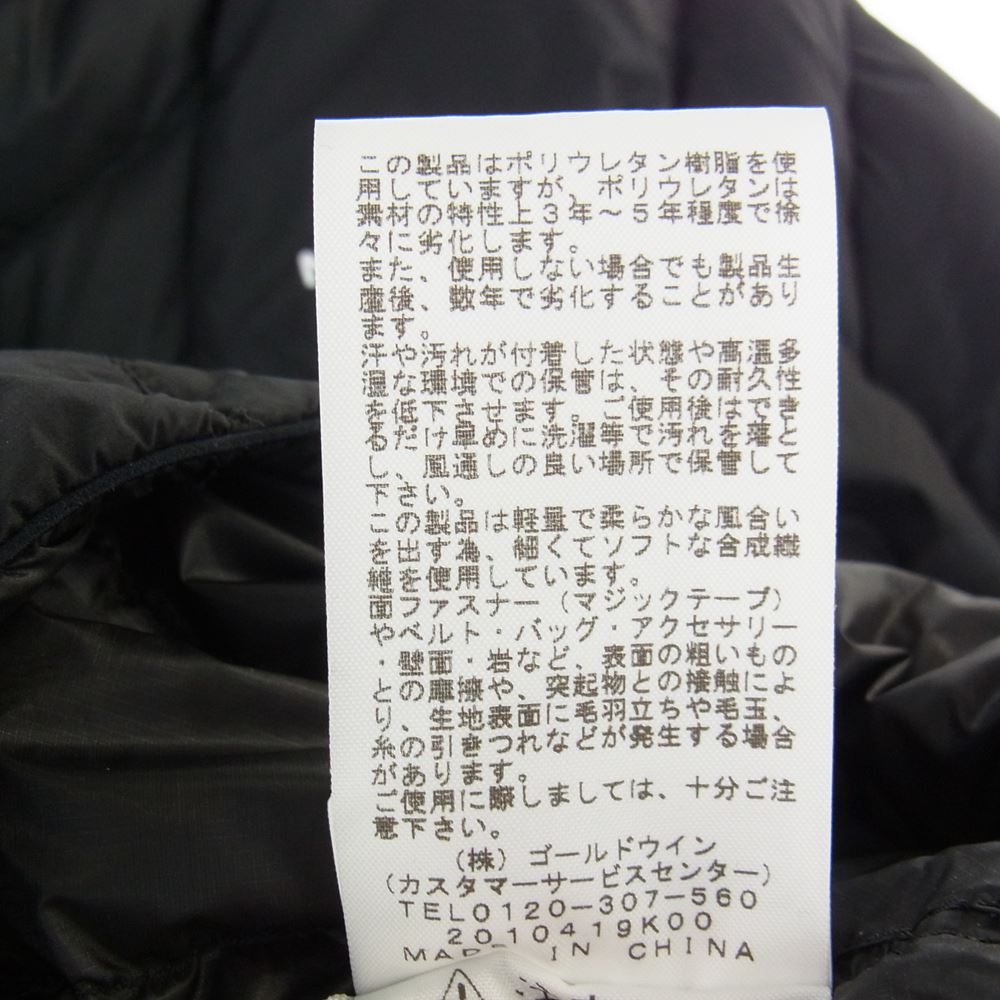 この製品はポリウレタン樹脂を使
用していますが、ポリウレタンは
素材の特性上3年~5年程度で徐
々に劣化します。
また、使用しない場合でも製品生
産後、数年で劣化することがあり
ます。
汗や汚れが付着した状態や高温多
湿な環境での保管は、その耐久性
を低下させます。ご使用後はでき
るだけ早めに洗濯等で汚れを落と
し、風通しの良い場所で保管して
下さい。
この製品は軽量で柔らかな風合い
を出す為、細くてソフトな合成繊
維を使用しています。
面ファスナー(マジックテープ)
やベルト・バッグ・アクセサリー
・壁面・岩など、表面の粗いもの
との摩擦や、突起物との接触によ
り、生地表面に毛羽立ちや毛玉、
糸の引きつれなどが発生する場合
があります。
ご使用に際しましては、十分ご注
意下さい。
(株)ゴールドウイン
(カスタマーサービスセンター)
TEL0120-307-560
2010419K00
MADE IN CHINA